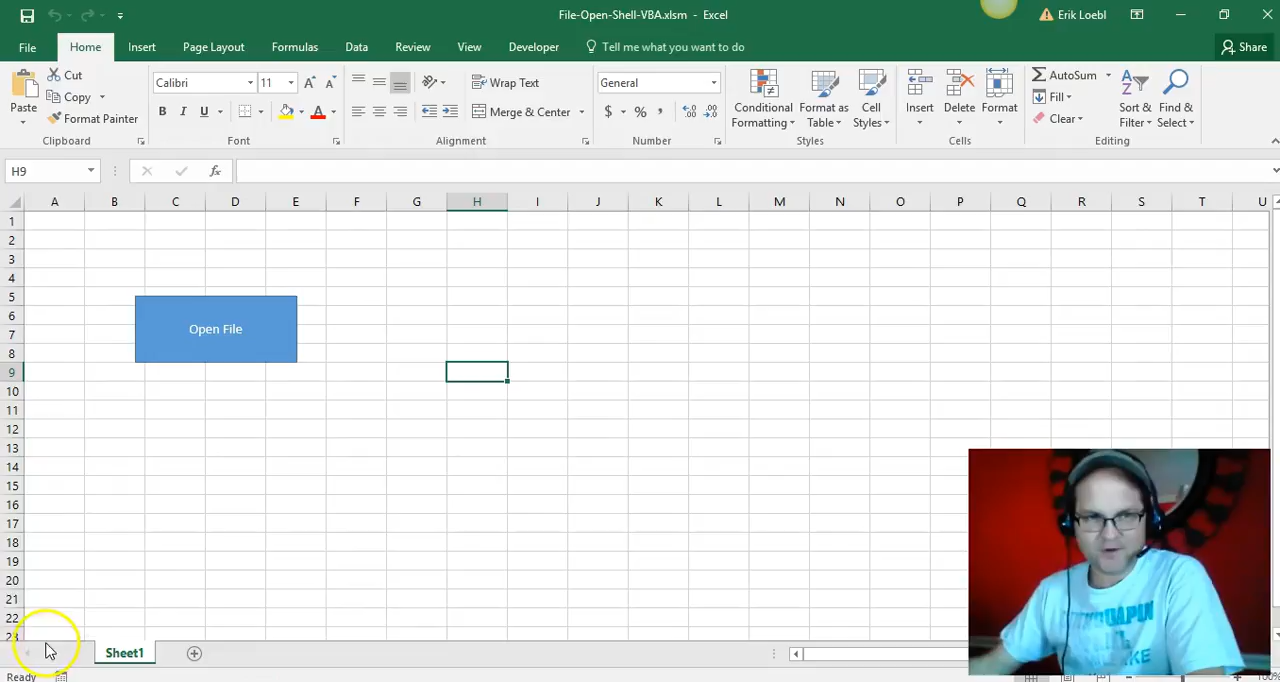 File-Open-Shell-VBA.xlsm - Excel
Erik Loebl
File Home Insert Page Layout Formulas Data Review View Developer Tell me what you want to do Share
Paste
Cut
Copy
Format Painter
Clipboard
Calibri 11
B I U
Font
Wrap Text
Merge & Center
Alignment
General
$ % ,
Number
Conditional Formatting
Format as Table
Cell Styles
Styles
Insert Delete Format
Cells
AutoSum
Fill
Clear
Sort & Filter
Find & Select
Editing
H9 fx
A B C D E F G H I J K L M N O P Q R S T U
1
2
3
4
5
6
7
8
9
10
11
12
13
14
15
16
17
18
19
20
21
22
23
Open File
Sheet1
Ready
100%